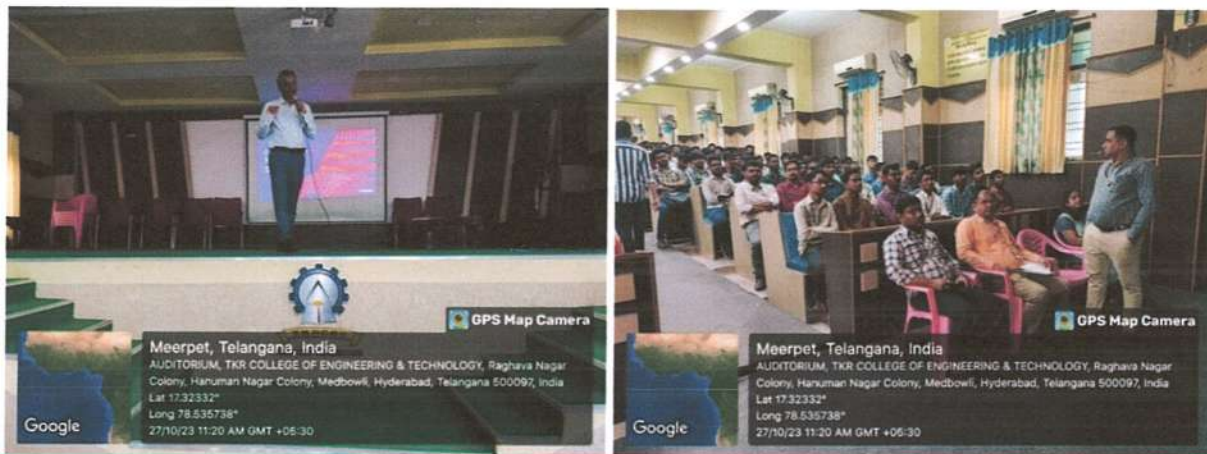 GPS Map Camera
Meerpet, Telangana, India
AUDITORIUM, TKR COLLEGE OF ENGINEERING & TECHNOLOGY, Raghava Nagar
Colony, Hanuman Nagar Colony, Medbowli, Hyderabad, Telangana 500097, India
Lat 17.32332°
Long 78.535738°
27/10/23 11:20 AM GMT +05:30
Google
GPS Map Camera
Meerpet, Telangana, India
AUDITORIUM, TKR COLLEGE OF ENGINEERING & TECHNOLOGY, Raghava Nagar
Colony, Hanuman Nagar Colony, Medbowli, Hyderabad, Telangana 500097, India
Lat 17.32332°
Long 78.535738°
27/10/23 11:20 AM GMT +05:30
Google